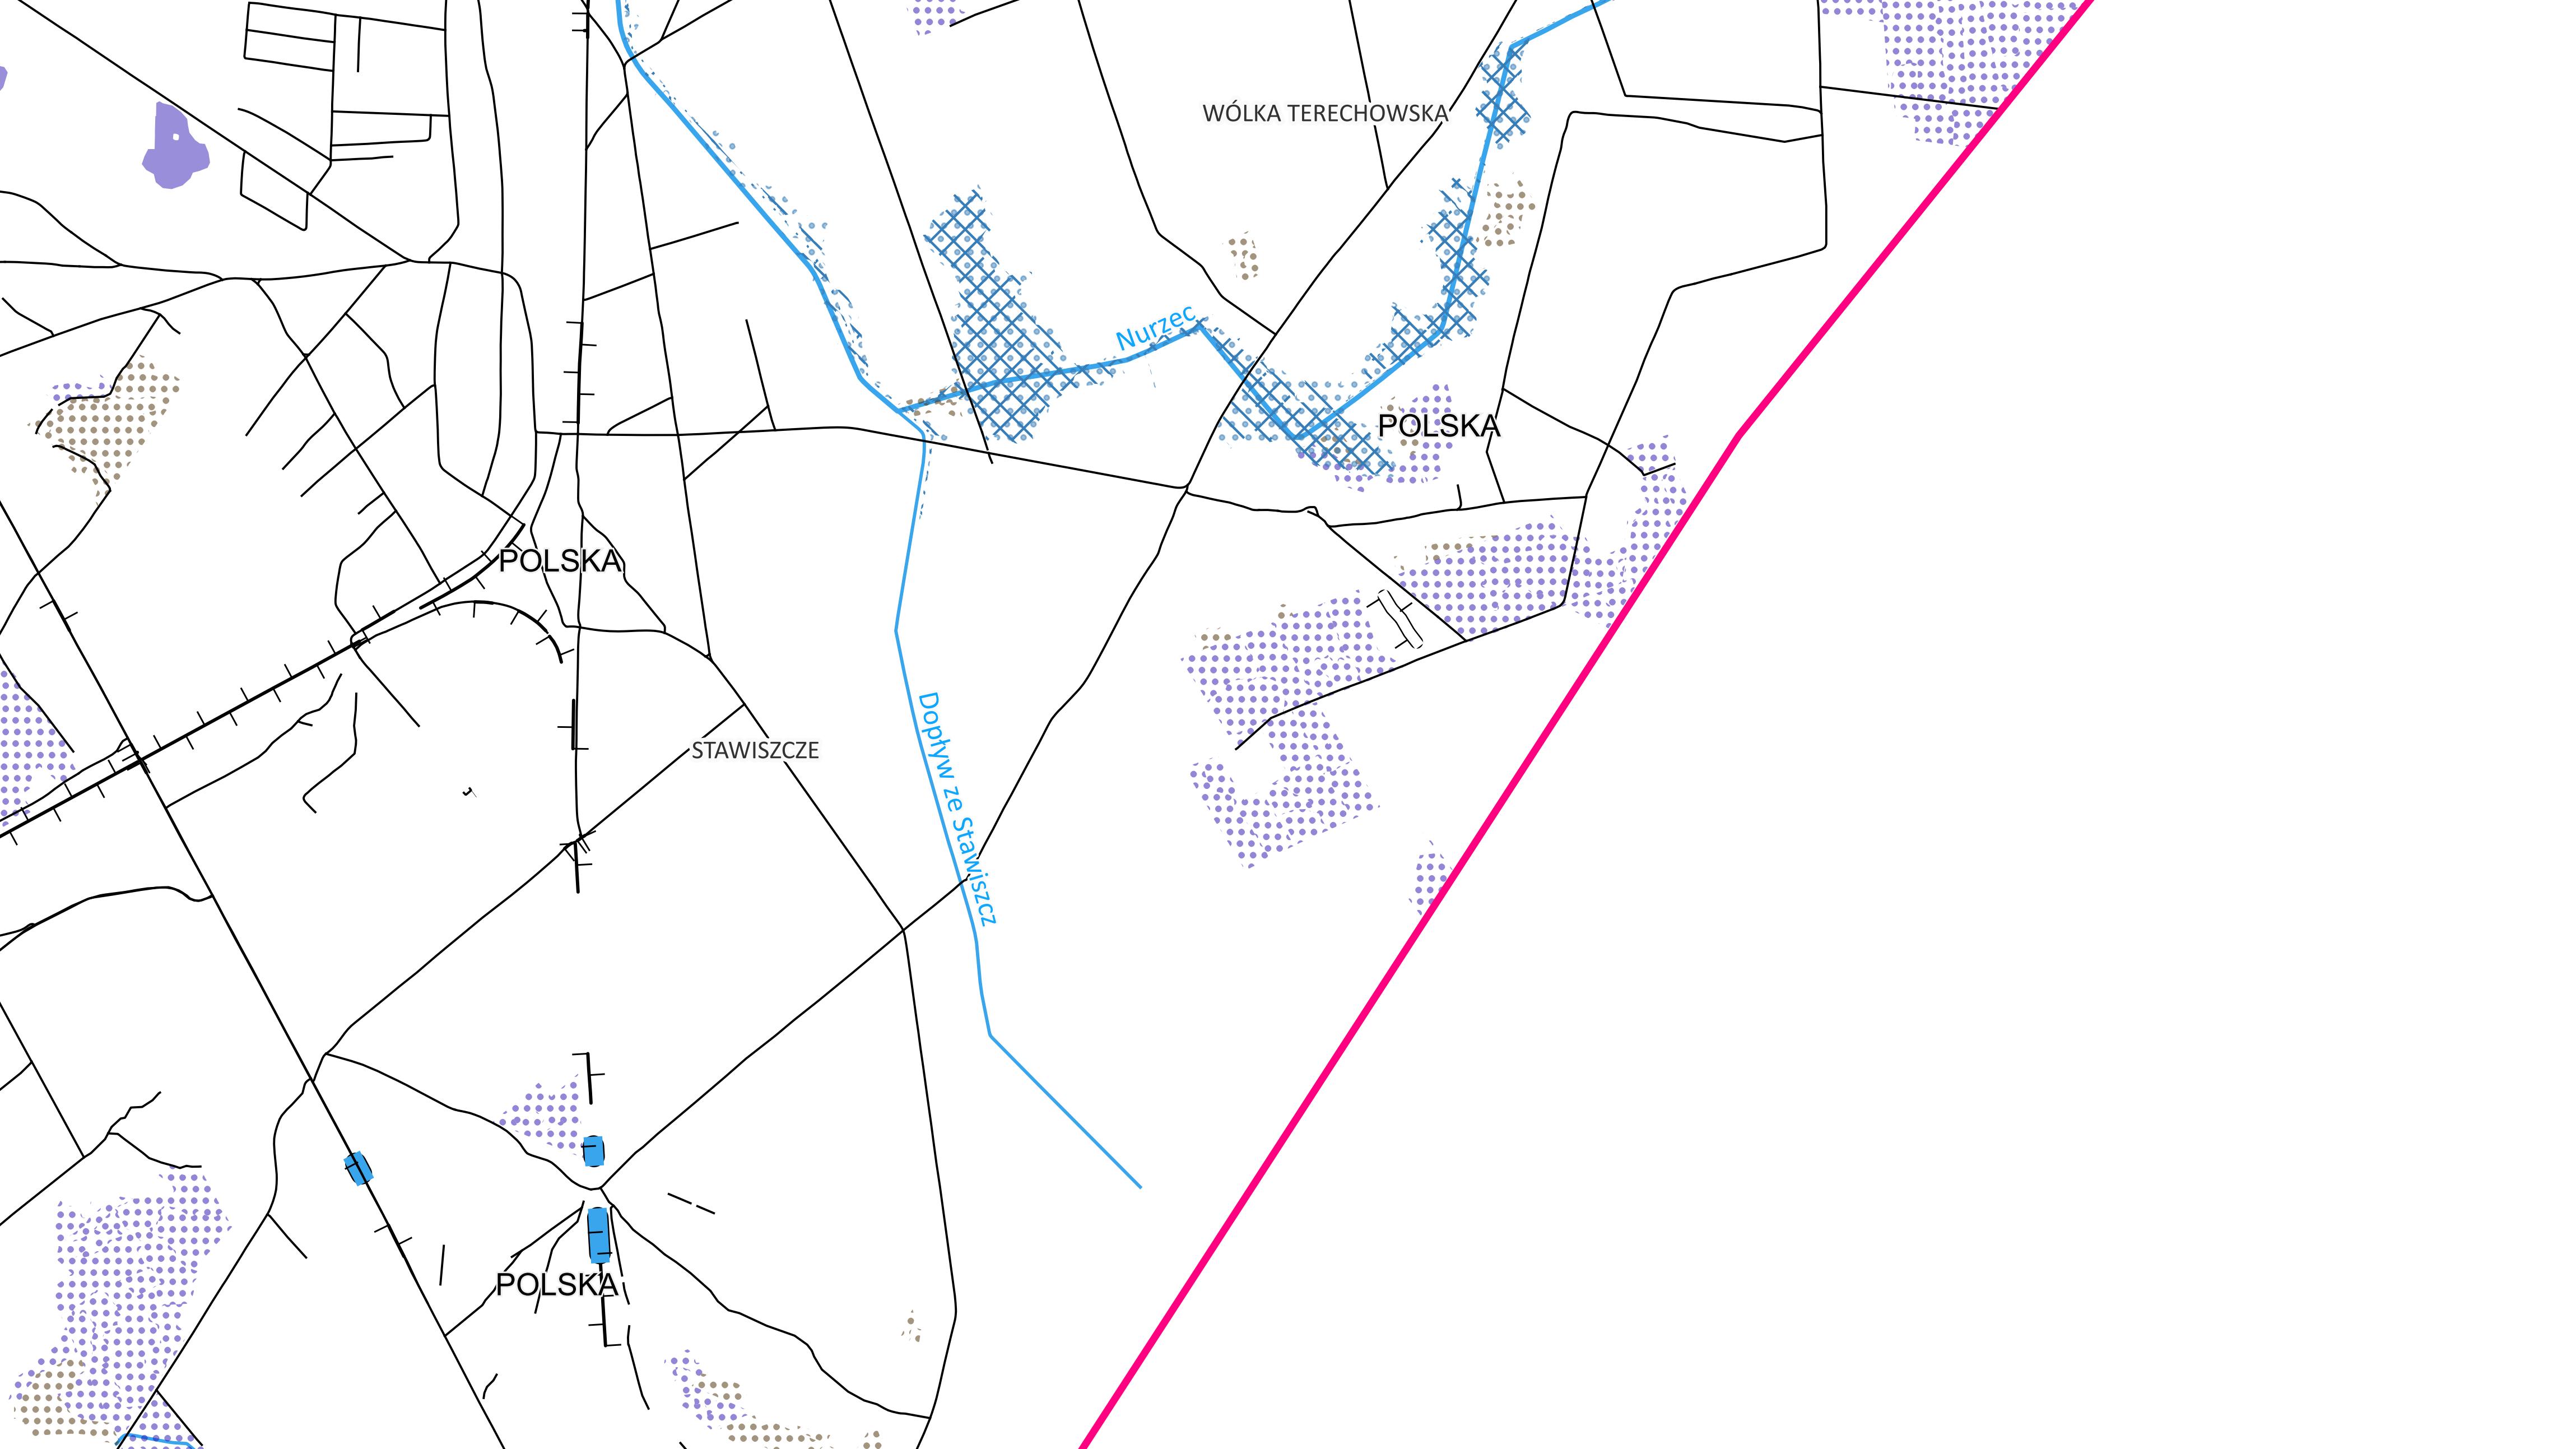 WÓLKA TERECHOWSKA
Nurzec
POLSKA
POLSKA
STAWISZCZE
Dopływ ze Stawiszcz
POLSKA